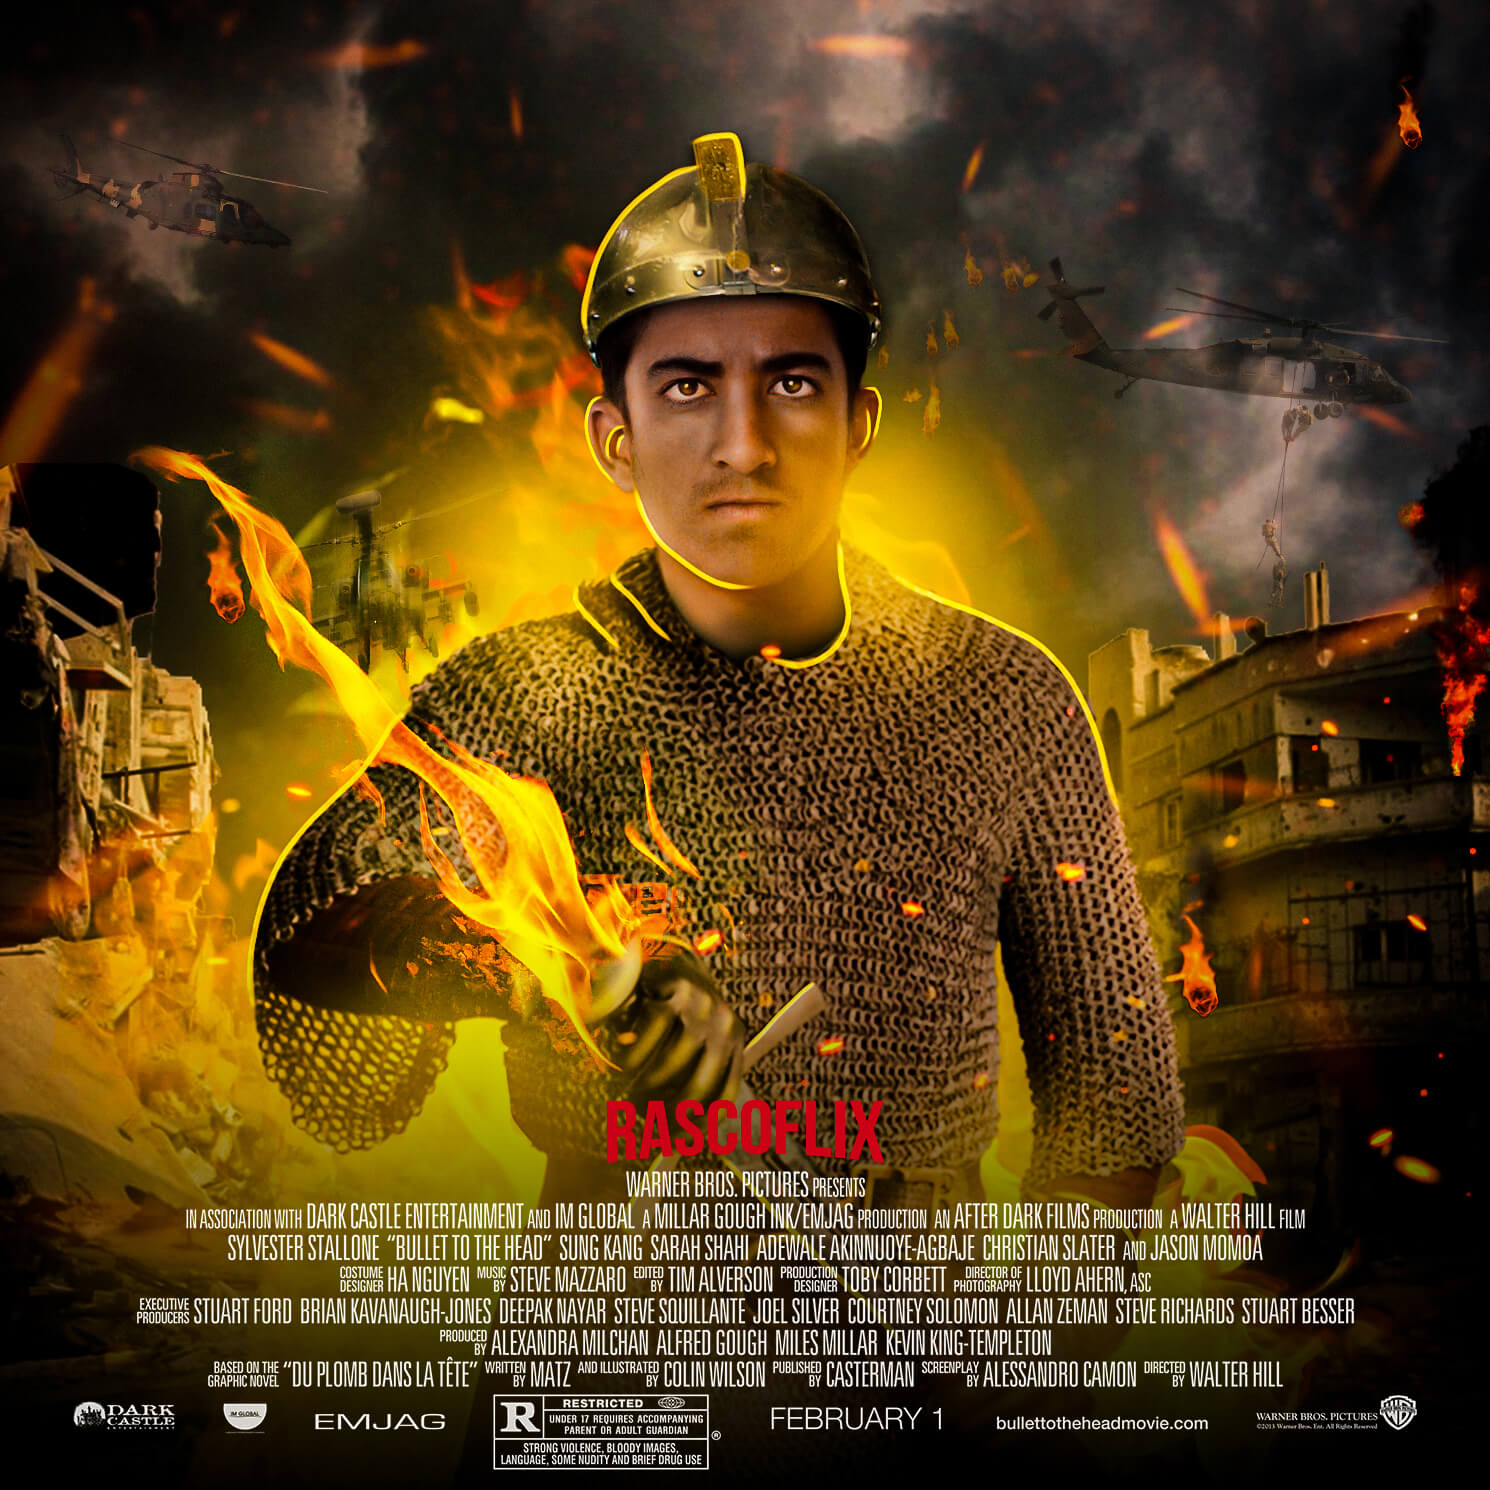 RASCOFLIX
WARNER BROS. PICTURES PRESENTS
IN ASSOCIATION WITH DARK CASTLE ENTERTAINMENT AND IM GLOBAL A MILLAR GOUGH INK/EMJAG PRODUCTION AN AFTER DARK FILMS PRODUCTION A WALTER HILL FILM
SYLVESTER STALLONE "BULLET TO THE HEAD" SUNG KANG SARAH SHAHI ADEWALE AKINNUOYE-AGBAJE CHRISTIAN SLATER AND JASON MOMOA
COSTUME DESIGNER HA NGUYEN MUSIC BY STEVE MAZZARO EDITED BY TIM ALVERSON PRODUCTION DESIGNER TOBY CORBETT DIRECTOR OF PHOTOGRAPHY LLOYD AHERN, ASC
EXECUTIVE PRODUCERS STUART FORD BRIAN KAVANAUGH-JONES DEEPAK NAYAR STEVE SQUILLANTE JOEL SILVER COURTNEY SOLOMON ALLAN ZEMAN STEVE RICHARDS STUART BESSER
PRODUCED BY ALEXANDRA MILCHAN ALFRED GOUGH MILES MILLAR KEVIN KING-TEMPLETON
BASED ON THE GRAPHIC NOVEL "DU PLOMB DANS LA TÊTE" WRITTEN BY MATZ AND ILLUSTRATED BY COLIN WILSON PUBLISHED BY CASTERMAN SCREENPLAY BY ALESSANDRO CAMON DIRECTED BY WALTER HILL
DARK CASTLE ENTERTAINMENT
IM GLOBAL
EMJAG
R RESTRICTED
UNDER 17 REQUIRES ACCOMPANYING
PARENT OR ADULT GUARDIAN
STRONG VIOLENCE, BLOODY IMAGES,
LANGUAGE, SOME NUDITY AND BRIEF DRUG USE
®
FEBRUARY 1
bullettotheheadmovie.com
WARNER BROS. PICTURES
©2013 Warner Bros. Ent. All Rights Reserved